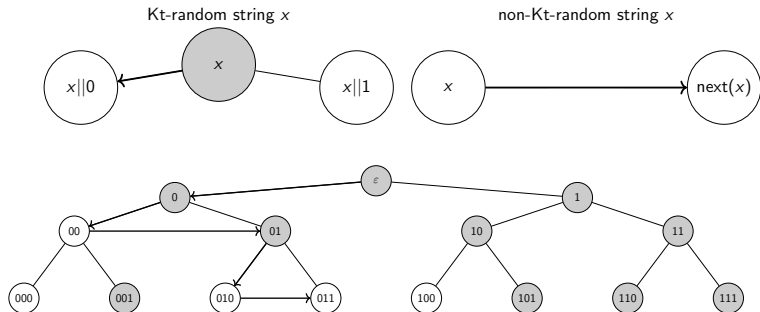 Kt-random string x
non-Kt-random string x
x||0
x
x||1
x
next(x)
ε
0
1
00
01
10
11
000
001
010
011
100
101
110
111